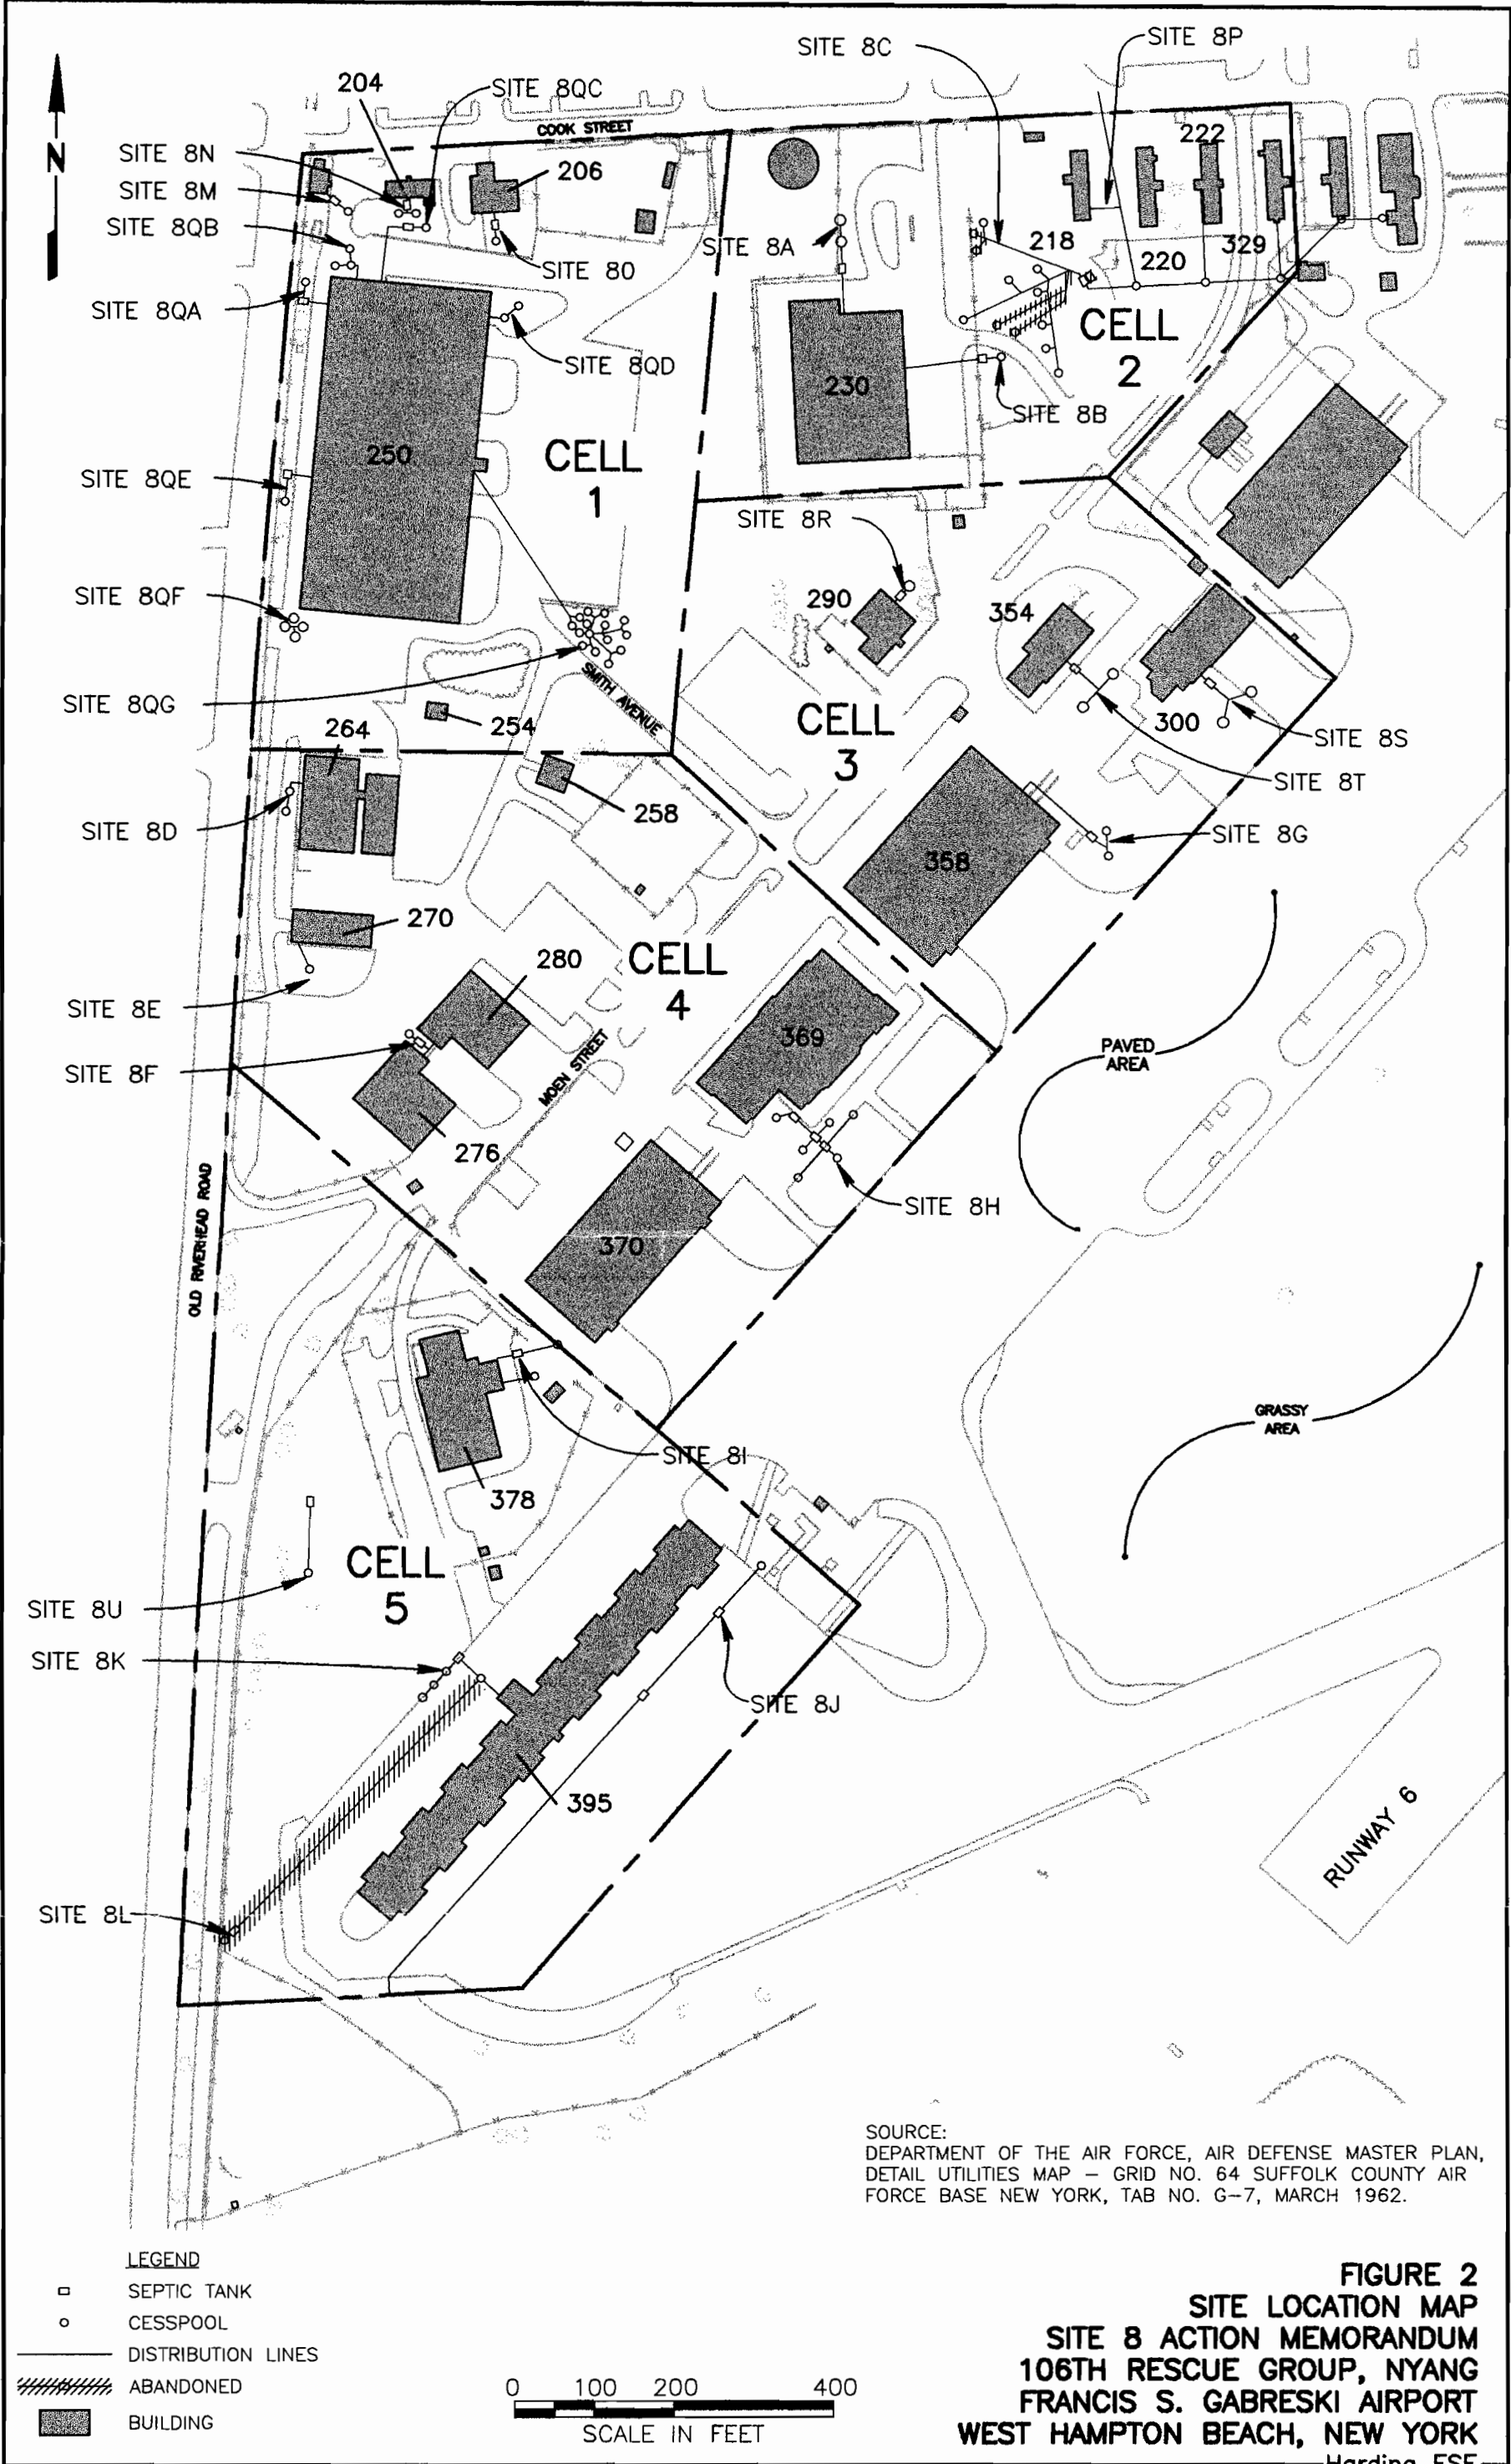 SITE 8C
SITE 8P
204
SITE 8QC
COOK STREET
222
SITE 8N
SITE 8M
206
SITE 8QB
SITE 8A
218
220
329
SITE 8O
SITE 8QA
SITE 8QD
CELL
2
230
SITE 8B
N
250
CELL
1
SITE 8QE
SITE 8R
SITE 8QF
290
354
SITE 8QG
SMITH AVENUE
254
264
CELL
3
300
SITE 8S
SITE 8T
258
SITE 8D
SITE 8G
358
270
280
CELL
4
SITE 8E
369
PAVED
AREA
SITE 8F
MOEN STREET
276
SITE 8H
OLD RIVERHEAD ROAD
370
GRASSY
AREA
SITE 8I
378
CELL
5
SITE 8U
SITE 8K
SITE 8J
395
RUNWAY 6
SITE 8L
SOURCE:
DEPARTMENT OF THE AIR FORCE, AIR DEFENSE MASTER PLAN,
DETAIL UTILITIES MAP – GRID NO. 64 SUFFOLK COUNTY AIR
FORCE BASE NEW YORK, TAB NO. G–7, MARCH 1962.
LEGEND
SEPTIC TANK
CESSPOOL
DISTRIBUTION LINES
ABANDONED
BUILDING
0 100 200 400
SCALE IN FEET
FIGURE 2
SITE LOCATION MAP
SITE 8 ACTION MEMORANDUM
106TH RESCUE GROUP, NYANG
FRANCIS S. GABRESKI AIRPORT
WEST HAMPTON BEACH, NEW YORK
Harding ESE